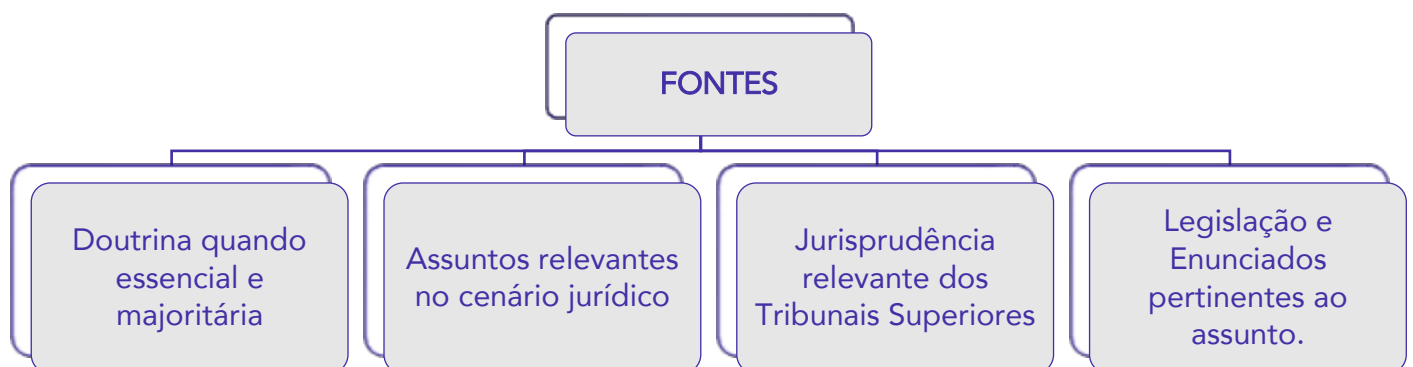 FONTES
Doutrina quando
essencial e
majoritária
Assuntos relevantes
no cenário jurídico
Jurisprudência
relevante dos
Tribunais Superiores
Legislação e
Enunciados
pertinentes ao
assunto.